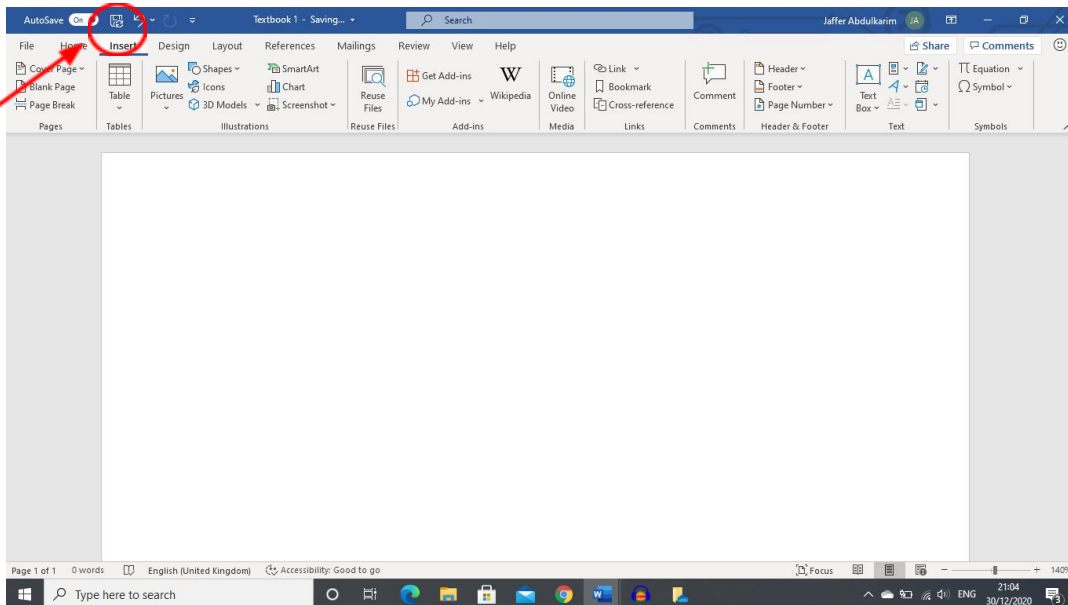 AutoSave On Textbook 1 - Saving... Search Jaffer Abdulkarim JA
File Home Insert Design Layout References Mailings Review View Help Share Comments
Cover Page
Blank Page
Page Break
Pages
Table
Tables
Pictures
Shapes
Icons
3D Models
SmartArt
Chart
Screenshot
Illustrations
Reuse
Files
Reuse Files
Get Add-ins
My Add-ins
W
Wikipedia
Add-ins
Online
Video
Media
Link
Bookmark
Cross-reference
Links
Comment
Comments
Header
Footer
Page Number
Header & Footer
Text
Box
Text
Equation
Symbol
Symbols
Page 1 of 1 0 words English (United Kingdom) Accessibility: Good to go Focus 140%
Type here to search ENG 21:04
30/12/2020 3